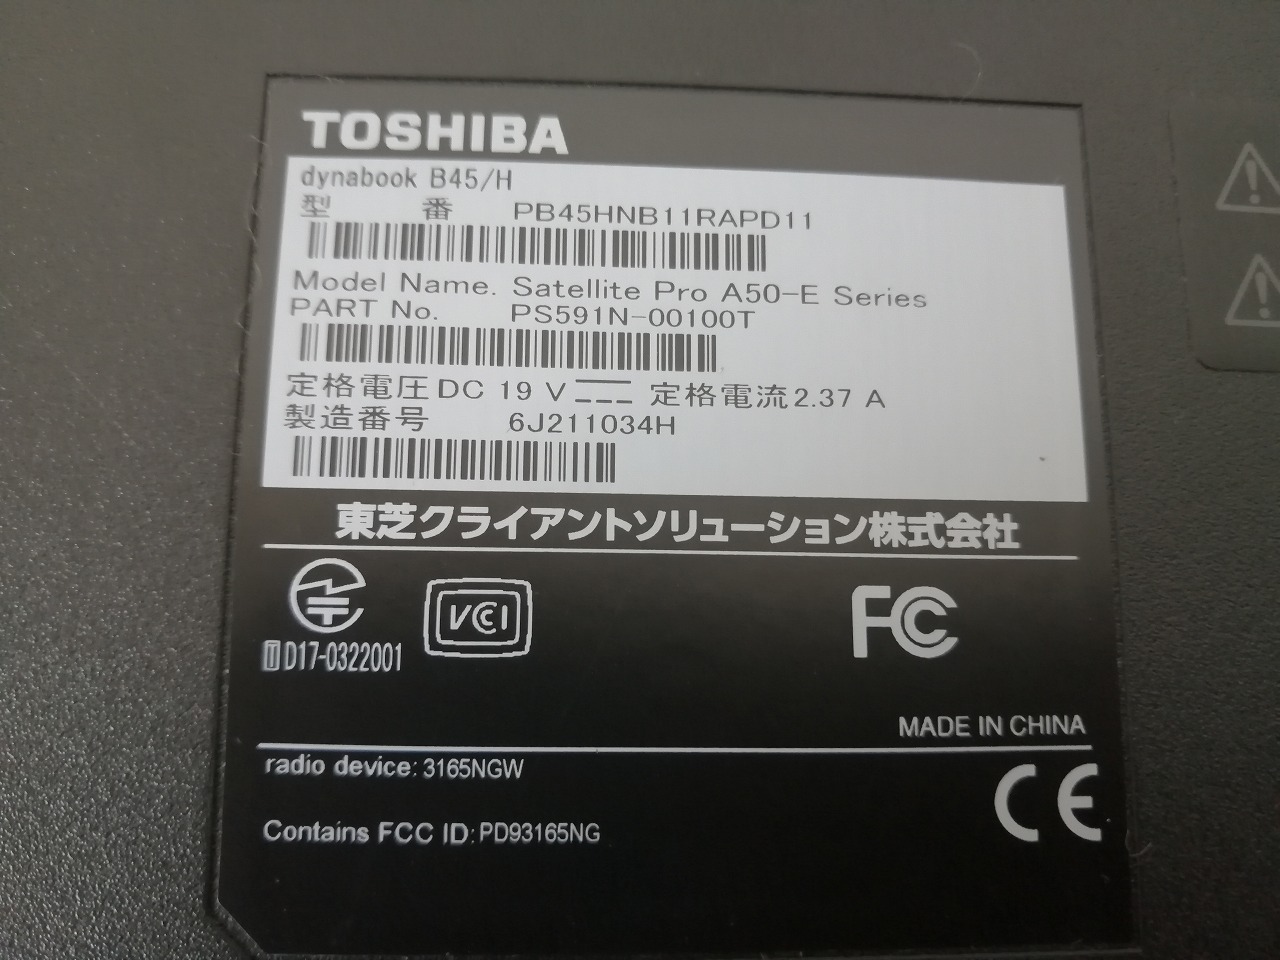 TOSHIBA
dynabook B45/H
型 番 PB45HNB11RAPD11
Model Name. Satellite Pro A50-E Series
PART No. PS591N-00100T
定格電圧DC 19 V 定格電流2.37 A
製造番号 6J211034H
東芝クライアントソリューション株式会社
VCCI
FC
T D17-0322001
MADE IN CHINA
radio device: 3165NGW
CE
Contains FCC ID: PD93165NG